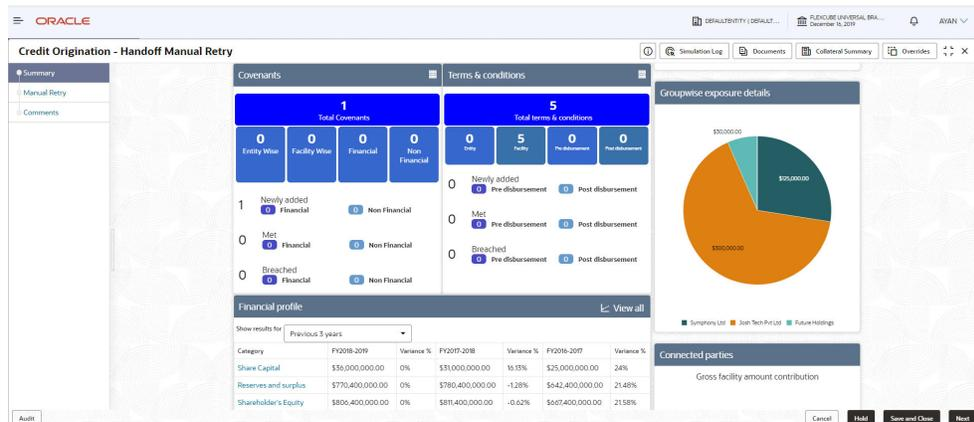 ORACLE
DEFAULTENTITY ( DEFAULT...
FLEXCUBE UNIVERSAL BRA...
December 16, 2019
AYAN
Credit Origination - Handoff Manual Retry
Simulation Log
Documents
Collateral Summary
Overrides
Summary
Manual Retry
Comments
Covenants
1
Total Covenants
0 0 0 0
Entity Wise Facility Wise Financial Non Financial
1 Newly added
0 Financial 0 Non Financial
0 Met
0 Financial 0 Non Financial
0 Breached
0 Financial 0 Non Financial
Terms & conditions
5
Total terms & conditions
0 5 0 0
Entity Facility Pre disbursement Post disbursement
0 Newly added
0 Pre disbursement 0 Post disbursement
0 Met
0 Pre disbursement 0 Post disbursement
0 Breached
0 Pre disbursement 0 Post disbursement
Groupwise exposure details
$30,000.00
$125,000.00
$300,000.00
Symphony Ltd Josh Tech Pvt Ltd Future Holdings
Financial profile View all
Show results for Previous 3 years
Category FY2018-2019 Variance % FY2017-2018 Variance % FY2016-2017 Variance %
Share Capital $36,000,000.00 0% $31,000,000.00 16.13% $25,000,000.00 24%
Reserves and surplus $770,400,000.00 0% $780,400,000.00 -1.28% $642,400,000.00 21.48%
Shareholder's Equity $806,400,000.00 0% $811,400,000.00 -0.62% $667,400,000.00 21.58%
Connected parties
Gross facility amount contribution
Audit
Cancel
Hold
Save and Close
Next